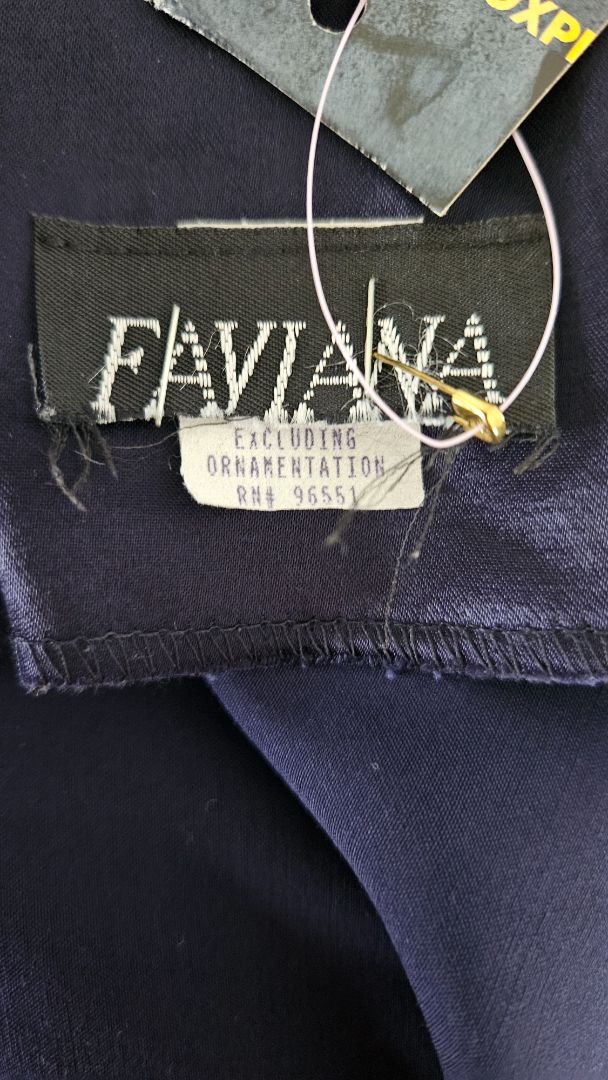 FAVIANA
EXCLUDING
ORNAMENTATION
RN# 96551